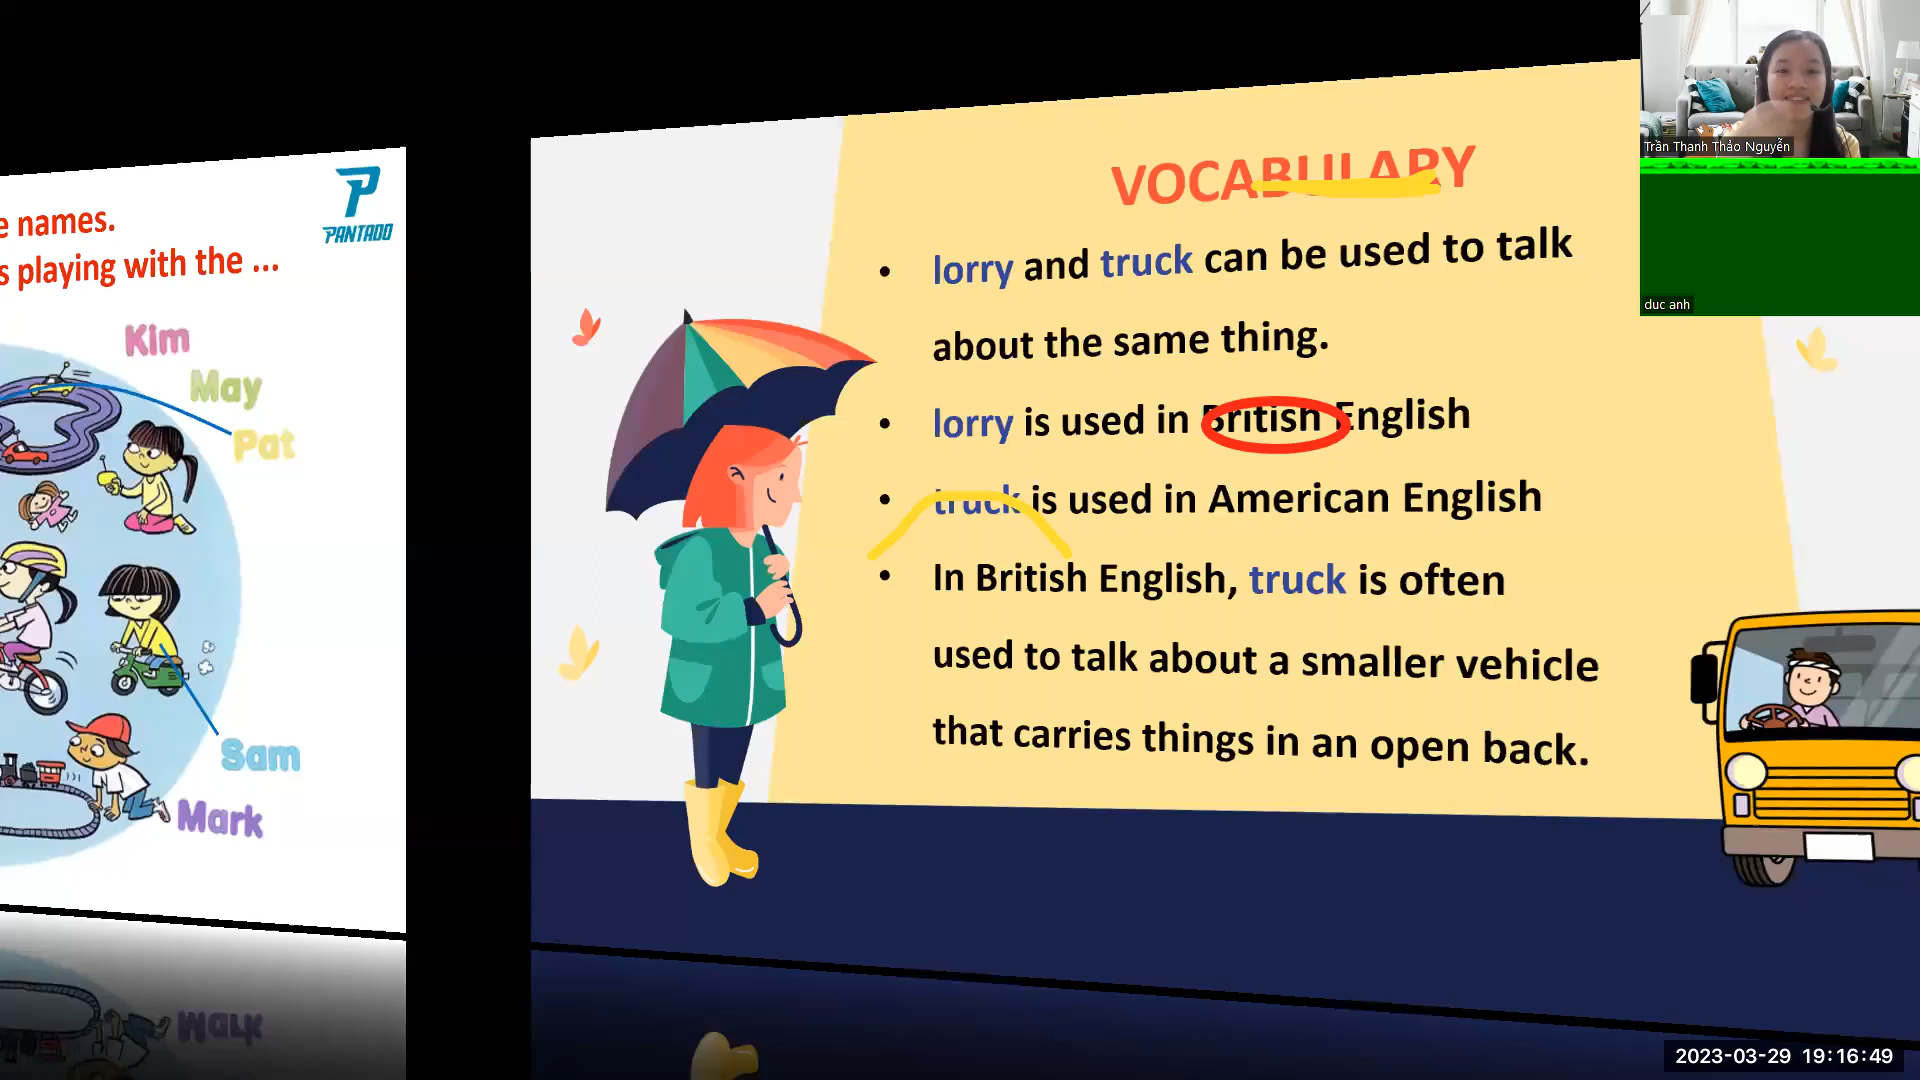 e names.
s playing with the ...
PANTADO
Kim
May
Pat
Sam
Mark
VOCABULARY
• lorry and truck can be used to talk
about the same thing.
• lorry is used in British English
• truck is used in American English
• In British English, truck is often
used to talk about a smaller vehicle
that carries things in an open back.
Trần Thanh Thảo Nguyễn
duc anh
2023-03-29 19:16:49